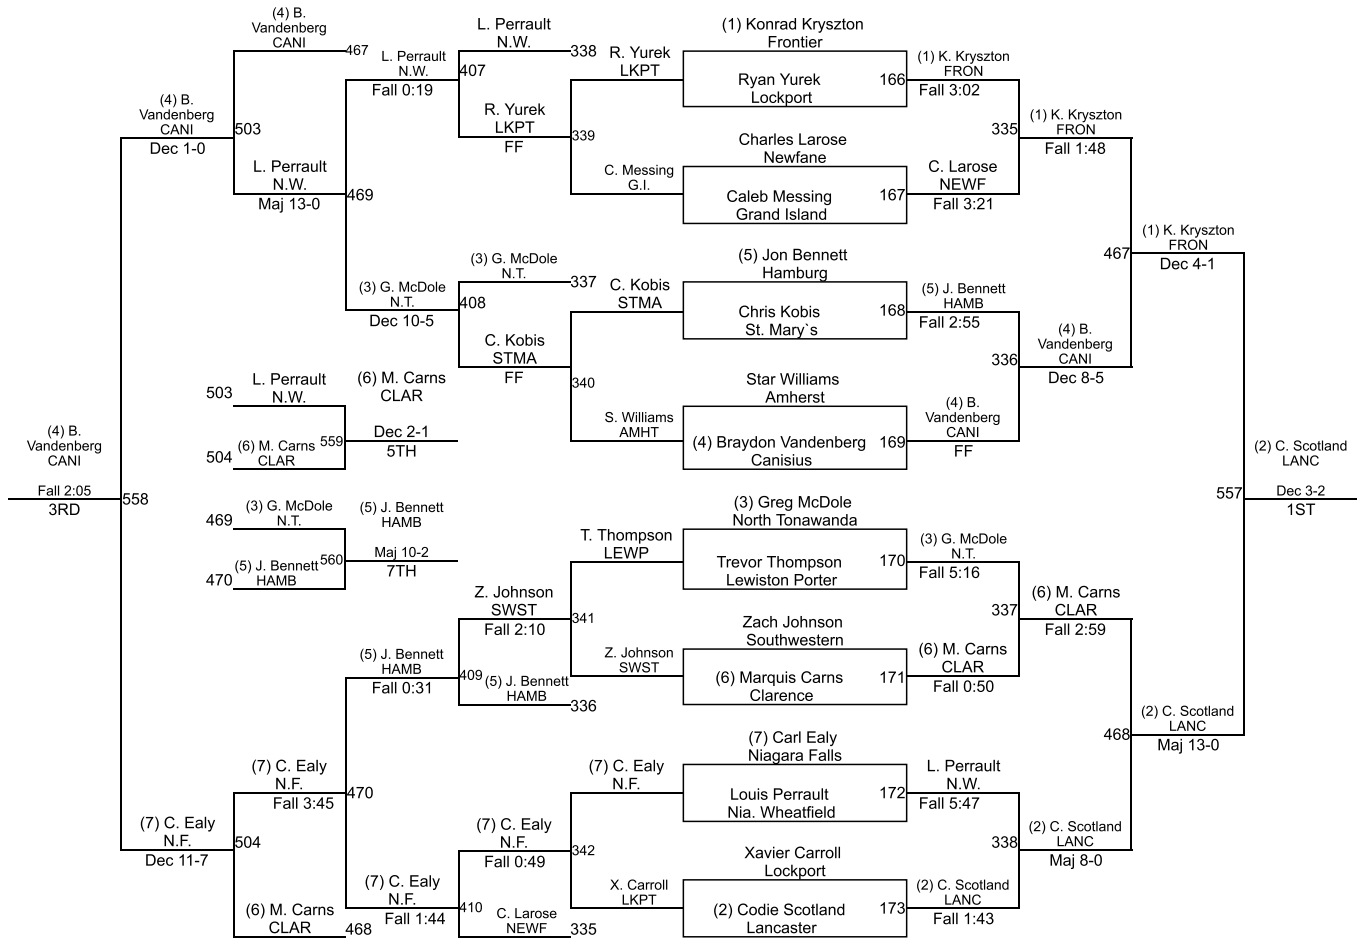 (4) B.
Vandenberg
CANI
467
L. Perrault
N.W.
Fall 0:19
407
L. Perrault
N.W.
338
R. Yurek
LKPT
(1) Konrad Kryszton
Frontier
Ryan Yurek
Lockport
166
(1) K. Kryszton
FRON
Fall 3:02
(4) B.
Vandenberg
CANI
Dec 1-0
503
R. Yurek
LKPT
FF
339
Charles Larose
Newfane
335
(1) K. Kryszton
FRON
Fall 1:48
L. Perrault
N.W.
Maj 13-0
469
C. Messing
G.I.
Caleb Messing
Grand Island
167
C. Larose
NEWF
Fall 3:21
(3) G. McDole
N.T.
Dec 10-5
408
(3) G. McDole
N.T.
337
C. Kobis
STMA
(5) Jon Bennett
Hamburg
Chris Kobis
St. Mary`s
168
(5) J. Bennett
HAMB
Fall 2:55
467
(1) K. Kryszton
FRON
Dec 4-1
C. Kobis
STMA
FF
340
336
(4) B.
Vandenberg
CANI
Dec 8-5
503
L. Perrault
N.W.
(6) M. Carns
CLAR
Star Williams
Amherst
504
(6) M. Carns
CLAR
559
Dec 2-1
5TH
S. Williams
AMHT
(4) Braydon Vandenberg
Canisius
169
(4) B.
Vandenberg
CANI
FF
(4) B.
Vandenberg
CANI
Fall 2:05
3RD
558
557
(2) C. Scotland
LANC
Dec 3-2
1ST
469
(3) G. McDole
N.T.
(5) J. Bennett
HAMB
470
(5) J. Bennett
HAMB
560
Maj 10-2
7TH
T. Thompson
LEWP
(3) Greg McDole
North Tonawanda
Trevor Thompson
Lewiston Porter
170
(3) G. McDole
N.T.
Fall 5:16
Z. Johnson
SWST
Fall 2:10
341
Zach Johnson
Southwestern
337
(6) M. Carns
CLAR
Fall 2:59
(5) J. Bennett
HAMB
Fall 0:31
409
(5) J. Bennett
HAMB
336
Z. Johnson
SWST
(6) Marquis Carns
Clarence
171
(6) M. Carns
CLAR
Fall 0:50
468
(2) C. Scotland
LANC
Maj 13-0
(7) C. Ealy
N.F.
Fall 3:45
470
(7) C. Ealy
N.F.
(7) Carl Ealy
Niagara Falls
Louis Perrault
Nia. Wheatfield
172
L. Perrault
N.W.
Fall 5:47
(7) C. Ealy
N.F.
Dec 11-7
504
(7) C. Ealy
N.F.
Fall 0:49
342
Xavier Carroll
Lockport
338
(2) C. Scotland
LANC
Maj 8-0
(6) M. Carns
CLAR
468
(7) C. Ealy
N.F.
Fall 1:44
410
C. Larose
NEWF
335
X. Carroll
LKPT
(2) Codie Scotland
Lancaster
173
(2) C. Scotland
LANC
Fall 1:43